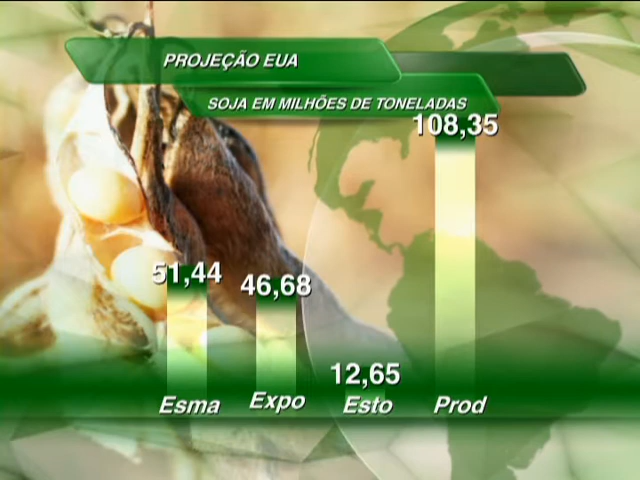 PROJEÇÃO EUA
SOJA EM MILHÕES DE TONELADAS
108,35
51,44
46,68
12,65
Esma
Expo
Esto
Prod